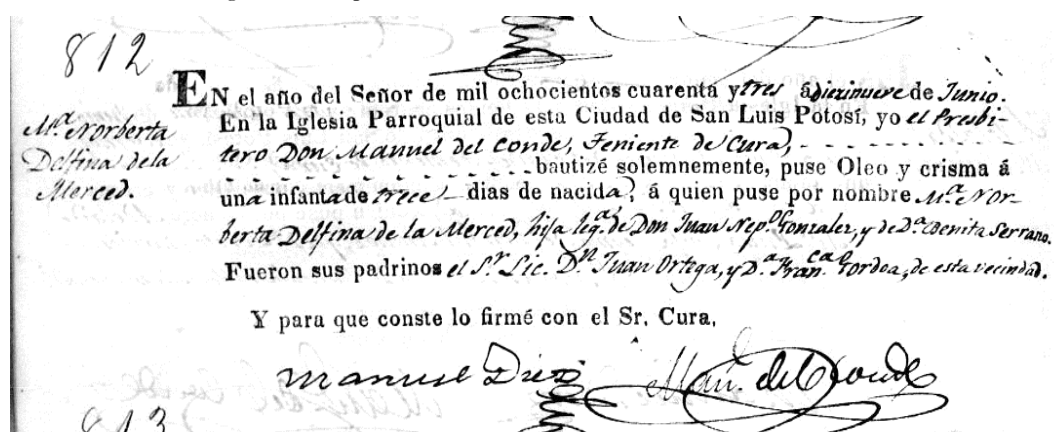 812
Mª. Norberta
Delfina de la
Merced.
EN el año del Señor de mil ochocientos cuarenta y tres á diezinueve de Junio.
En la Iglesia Parroquial de esta Ciudad de San Luis Potosí, yo el Presbi-
tero Don Manuel del Conde, Teniente de Cura,
bautizé solemnemente, puse Oleo y crisma á
una infanta de trece dias de nacida, á quien puse por nombre Mª. Nor-
berta Delfina de la Merced, hija legª. de Don Juan Nepº. Gonzalez, y de Dª. Benita Serrano.
Fueron sus padrinos el Sr. Lic. Dn. Juan Ortega, y Dª. Francª. Gordoa, de esta vecindad.
Y para que conste lo firmé con el Sr. Cura.
Manuel Diez
Man. del Conde
813